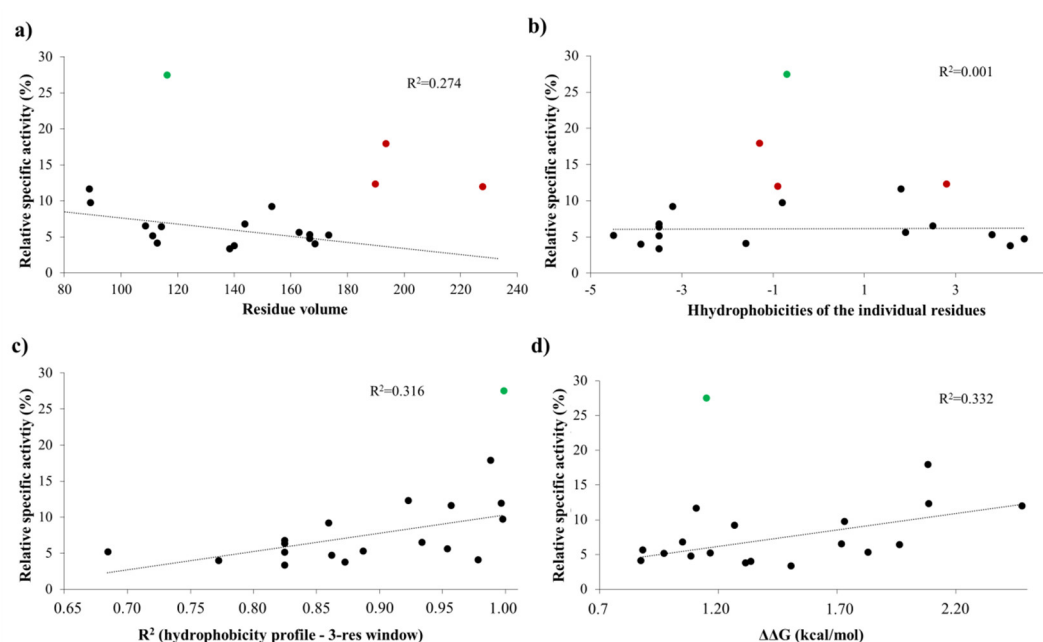 a)
Relative specific activity (%)
30
25
20
15
10
5
0
R²=0.274
80 100 120 140 160 180 200 220 240
Residue volume
b)
Relative specific activity (%)
30
25
20
15
10
5
0
R²=0.001
-5 -3 -1 1 3
Hhydrophobicities of the individual residues
c)
Relative specific activtiy (%)
30
25
20
15
10
5
0
R²=0.316
0.65 0.70 0.75 0.80 0.85 0.90 0.95 1.00
R² (hydrophobicity profile - 3-res window)
d)
Relative specific activity (%)
30
25
20
15
10
5
0
R²=0.332
0.7 1.20 1.70 2.20
ΔΔG (kcal/mol)